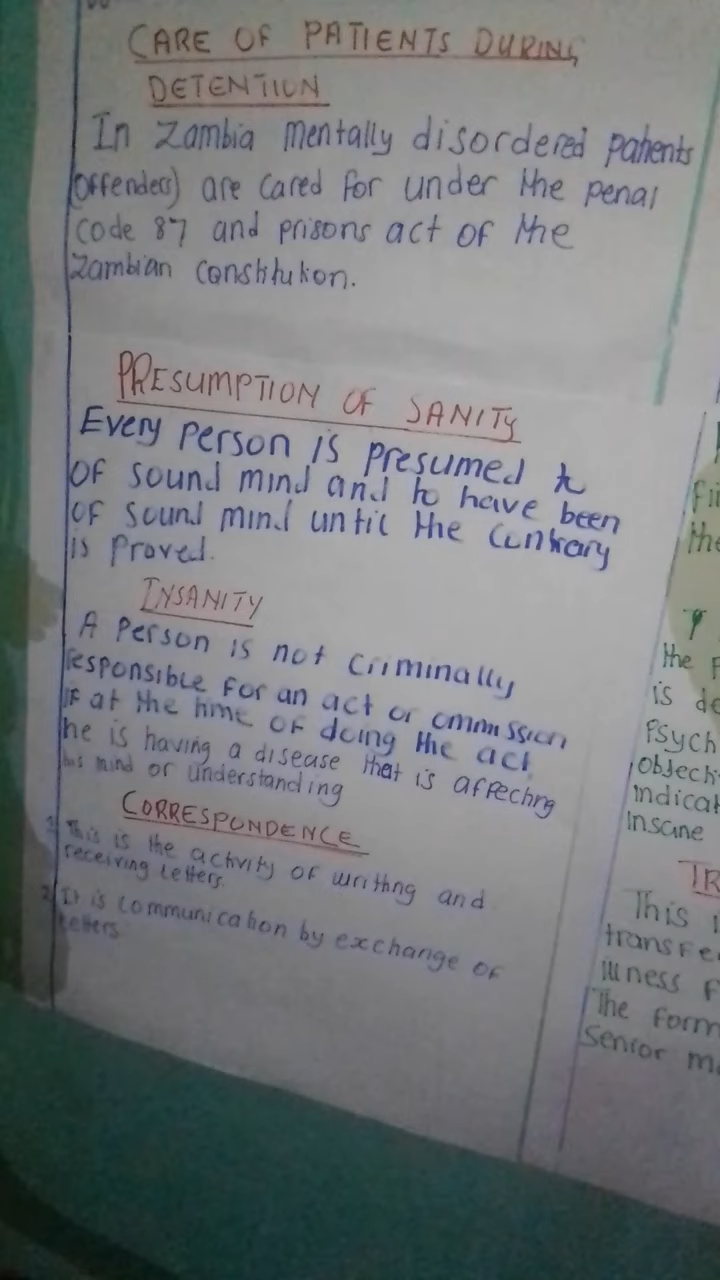 CARE OF PATIENTS DURING
DETENTIION
In Zambia mentally disordered patients
(offenders) are cared for under the penal
code 87 and prisons act of the
Zambian constitution.
PRESUMPTION OF SANITY
Every person is presumed to
of sound mind and to have been
of sound mind until the contrary
is proved.
INSANITY
A person is not criminally
responsible for an act or ommission
if at the time of doing the act
he is having a disease that is affecting
his mind or understanding
CORRESPONDENCE
1 This is the activity of writing and
receiving letters.
2 It is communication by exchange of
letters
the
the
is de
Psych
objecti
indicat
insane
TR
This i
transfe
illness f
The form
Senior m